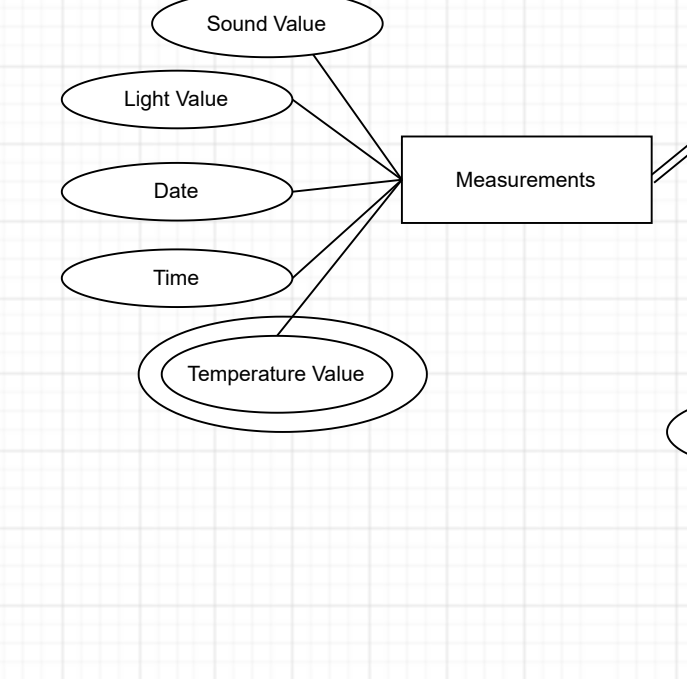 Sound Value
Light Value
Date
Measurements
Time
Temperature Value